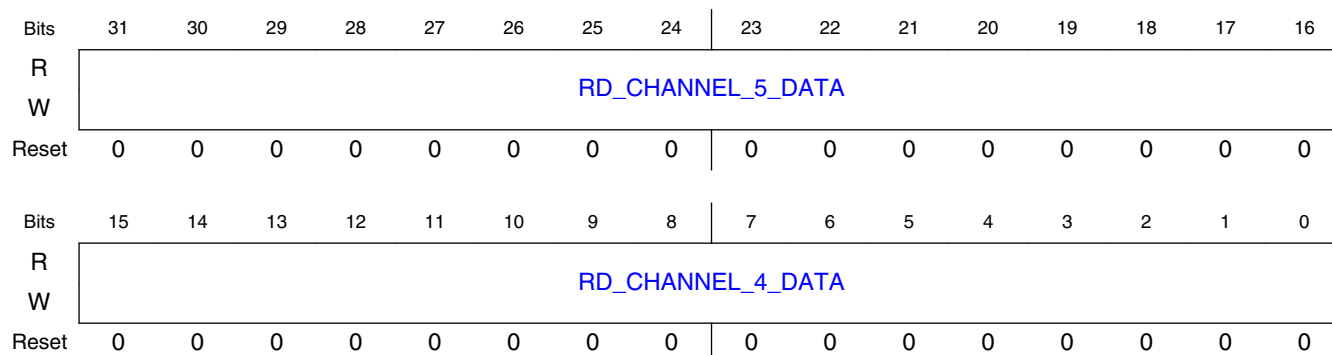 Bits 31 30 29 28 27 26 25 24 23 22 21 20 19 18 17 16
R
RD_CHANNEL_5_DATA
W
Reset 0 0 0 0 0 0 0 0 0 0 0 0 0 0 0 0
Bits 15 14 13 12 11 10 9 8 7 6 5 4 3 2 1 0
R
RD_CHANNEL_4_DATA
W
Reset 0 0 0 0 0 0 0 0 0 0 0 0 0 0 0 0